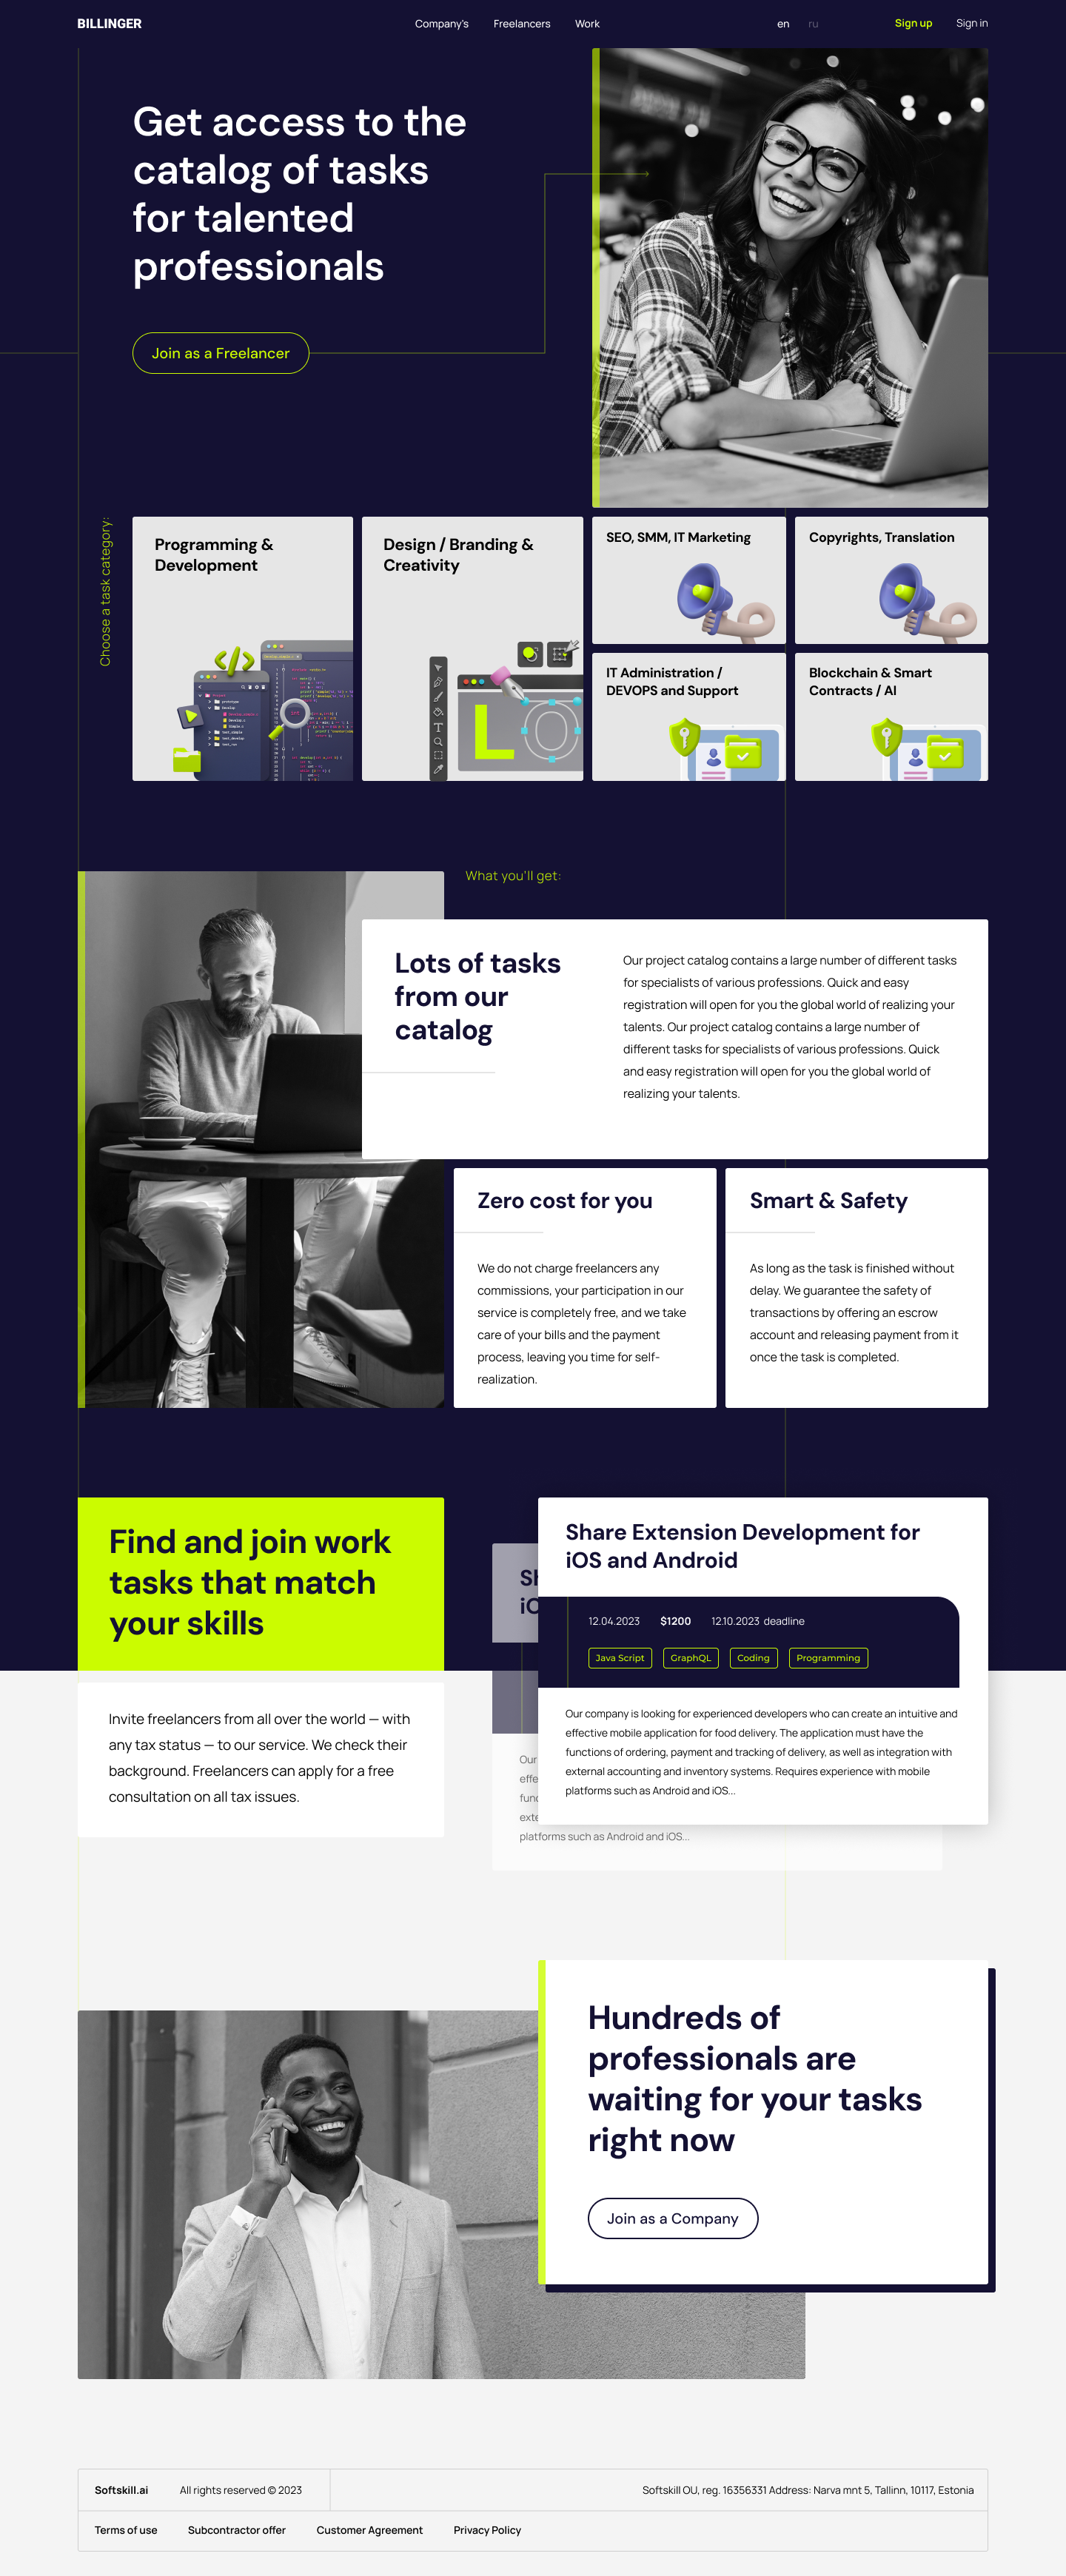 BILLINGER
Company's
Freelancers
Work
en
ru
Sign up
Sign in
Get access to the
catalog of tasks
for talented
professionals
Join as a Freelancer
Choose a task category:
Programming &
Development
Design / Branding &
Creativity
SEO, SMM, IT Marketing
Copyrights, Translation
IT Administration /
DEVOPS and Support
Blockchain & Smart
Contracts / AI
What you'll get:
Lots of tasks
from our
catalog
Our project catalog contains a large number of different tasks
for specialists of various professions. Quick and easy
registration will open for you the global world of realizing your
talents. Our project catalog contains a large number of
different tasks for specialists of various professions. Quick
and easy registration will open for you the global world of
realizing your talents.
Zero cost for you
We do not charge freelancers any
commissions, your participation in our
service is completely free, and we take
care of your bills and the payment
process, leaving you time for self-
realization.
Smart & Safety
As long as the task is finished without
delay. We guarantee the safety of
transactions by offering an escrow
account and releasing payment from it
once the task is completed.
Find and join work
tasks that match
your skills
Invite freelancers from all over the world — with
any tax status — to our service. We check their
background. Freelancers can apply for a free
consultation on all tax issues.
Share Extension Development for
iOS and Android
12.04.2023
$1200
12.10.2023 deadline
Java Script
GraphQL
Coding
Programming
Our company is looking for experienced developers who can create an intuitive and
effective mobile application for food delivery. The application must have the
functions of ordering, payment and tracking of delivery, as well as integration with
external accounting and inventory systems. Requires experience with mobile
platforms such as Android and iOS...
Our
platforms such as Android and iOS...
Hundreds of
professionals are
waiting for your tasks
right now
Join as a Company
Softskill.ai
All rights reserved © 2023
Softskill OU, reg. 16356331 Address: Narva mnt 5, Tallinn, 10117, Estonia
Terms of use
Subcontractor offer
Customer Agreement
Privacy Policy